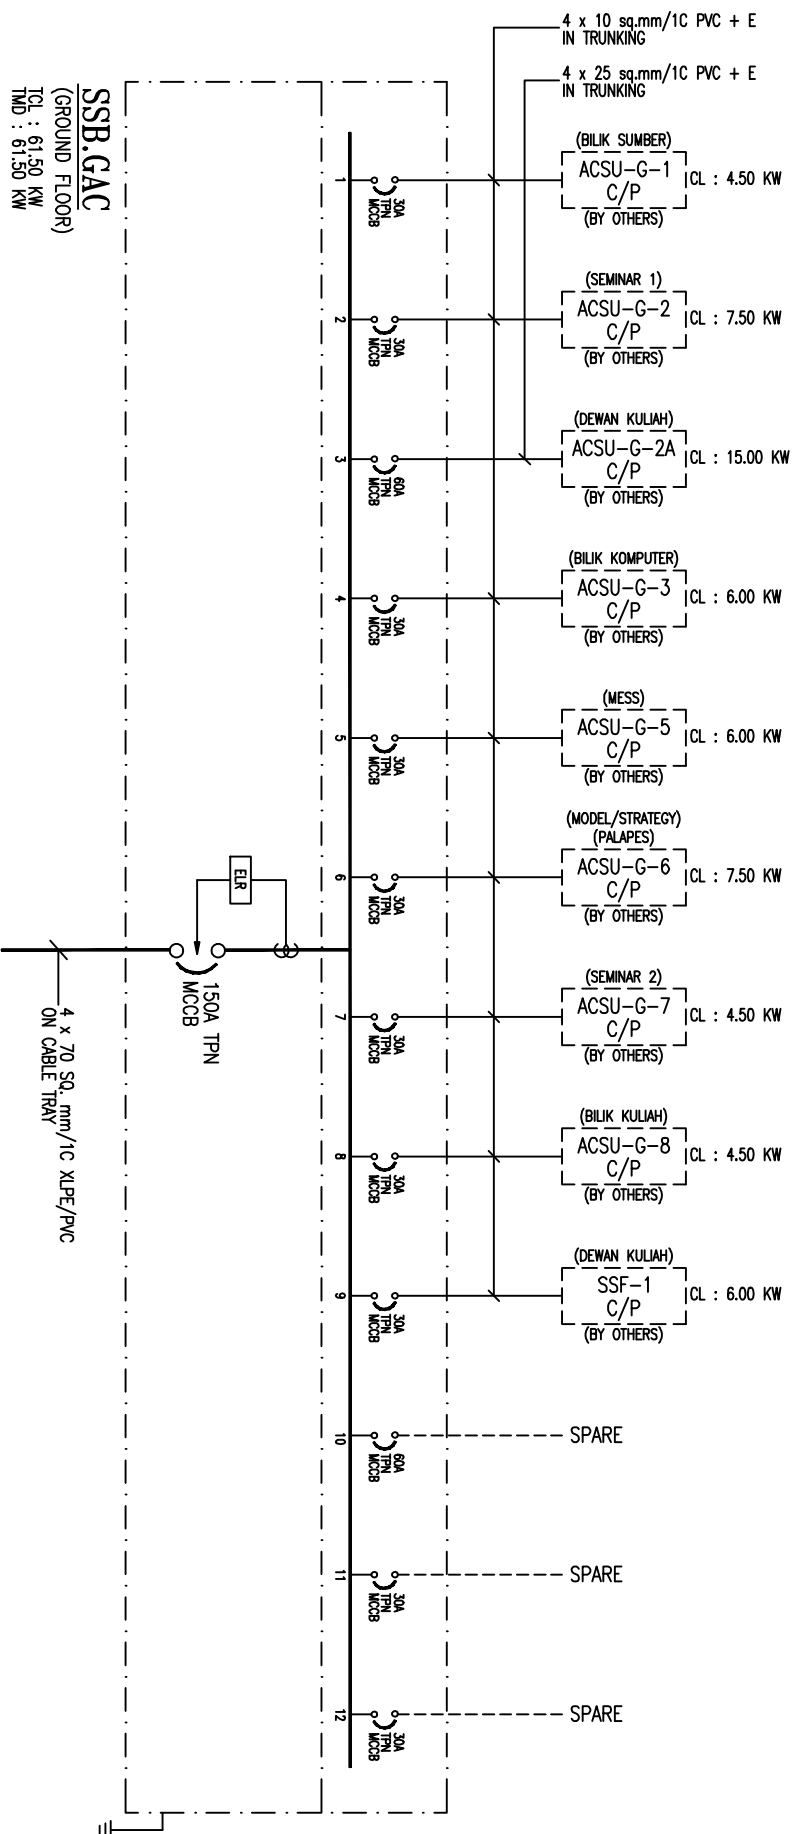 4 x 10 sq.mm/1C PVC + E
IN TRUNKING
4 x 25 sq.mm/1C PVC + E
IN TRUNKING
SSB.GAC
(GROUND FLOOR)
TCL : 61.50 KW
TMD : 61.50 KW
1
30A
TPN
MCCB
(BILIK SUMBER)
ACSU-G-1
C/P
(BY OTHERS)
CL : 4.50 KW
2
30A
TPN
MCCB
(SEMINAR 1)
ACSU-G-2
C/P
(BY OTHERS)
CL : 7.50 KW
3
60A
TPN
MCCB
(DEWAN KULIAH)
ACSU-G-2A
C/P
(BY OTHERS)
CL : 15.00 KW
4
30A
TPN
MCCB
(BILIK KOMPUTER)
ACSU-G-3
C/P
(BY OTHERS)
CL : 6.00 KW
5
30A
TPN
MCCB
(MESS)
ACSU-G-5
C/P
(BY OTHERS)
CL : 6.00 KW
6
30A
TPN
MCCB
(MODEL/STRATEGY)
(PALAPES)
ACSU-G-6
C/P
(BY OTHERS)
CL : 7.50 KW
ELR
150A TPN
MCCB
4 x 70 SQ. mm/1C XLPE/PVC
ON CABLE TRAY
7
30A
TPN
MCCB
(SEMINAR 2)
ACSU-G-7
C/P
(BY OTHERS)
CL : 4.50 KW
8
30A
TPN
MCCB
(BILIK KULIAH)
ACSU-G-8
C/P
(BY OTHERS)
CL : 4.50 KW
9
30A
TPN
MCCB
(DEWAN KULIAH)
SSF-1
C/P
(BY OTHERS)
CL : 6.00 KW
10
60A
TPN
MCCB
SPARE
11
30A
TPN
MCCB
SPARE
12
30A
TPN
MCCB
SPARE